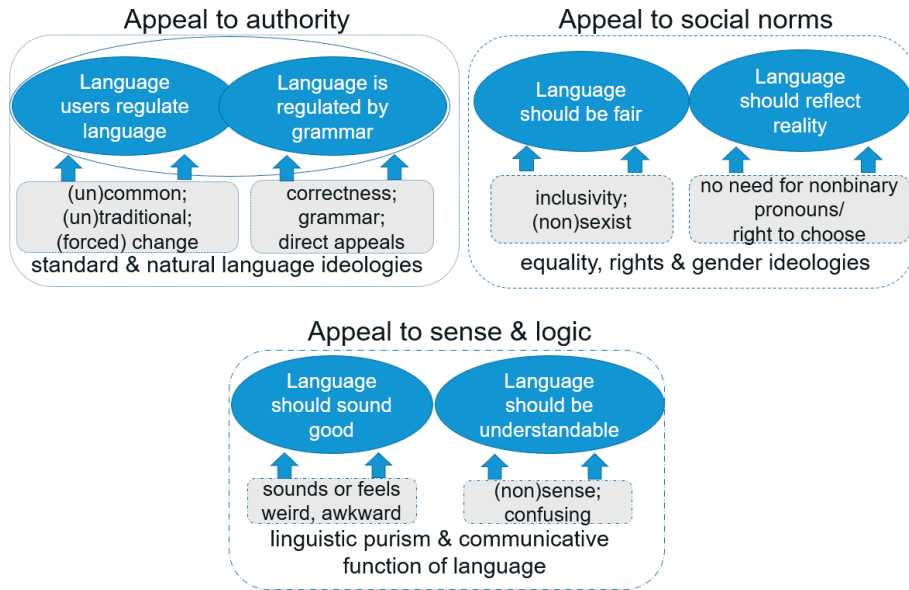 Appeal to authority
Language
users regulate
language
Language is
regulated by
grammar
(un)common;
(un)traditional;
(forced) change
correctness;
grammar;
direct appeals
standard & natural language ideologies
Appeal to social norms
Language
should be fair
Language
should reflect
reality
inclusivity;
(non)sexist
no need for nonbinary
pronouns/
right to choose
equality, rights & gender ideologies
Appeal to sense & logic
Language
should sound
good
Language
should be
understandable
sounds or feels
weird, awkward
(non)sense;
confusing
linguistic purism & communicative
function of language